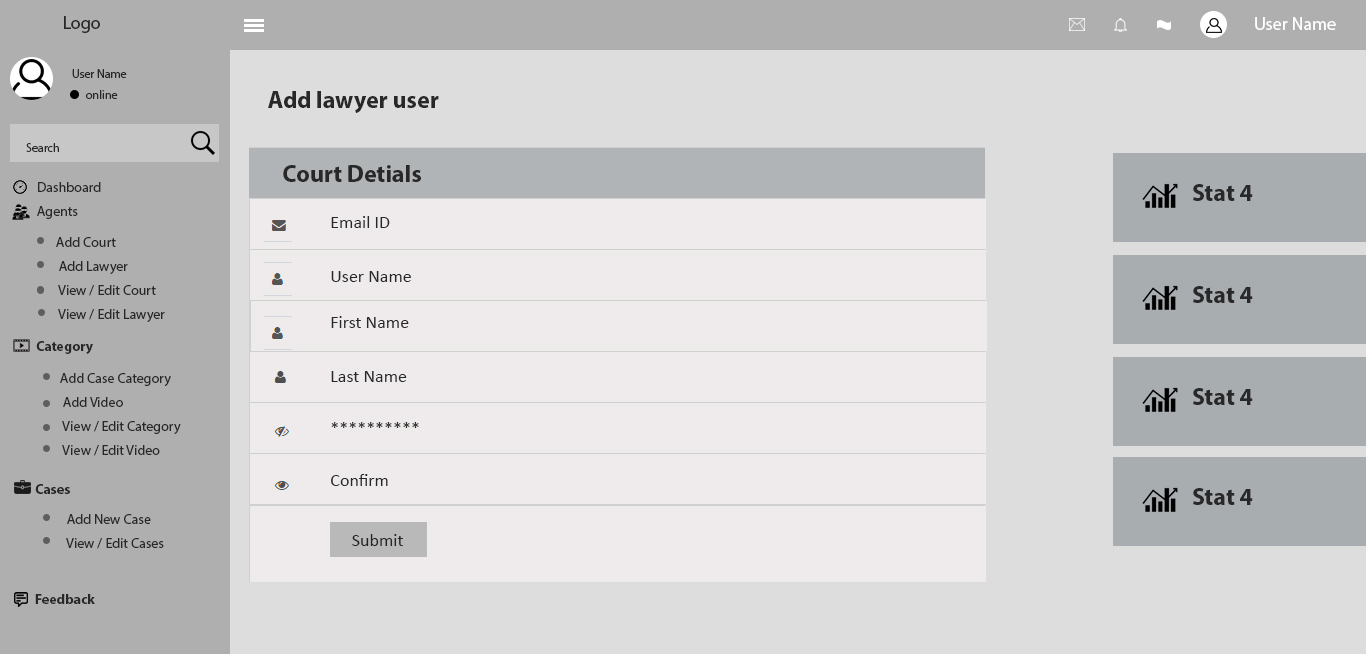 Logo
User Name
User Name
online
Search
Dashboard
Agents
Add Court
Add Lawyer
View / Edit Court
View / Edit Lawyer
Category
Add Case Category
Add Video
View / Edit Category
View / Edit Video
Cases
Add New Case
View / Edit Cases
Feedback
Add lawyer user
Court Detials
Email ID
User Name
First Name
Last Name
**********
Confirm
Submit
Stat 4
Stat 4
Stat 4
Stat 4